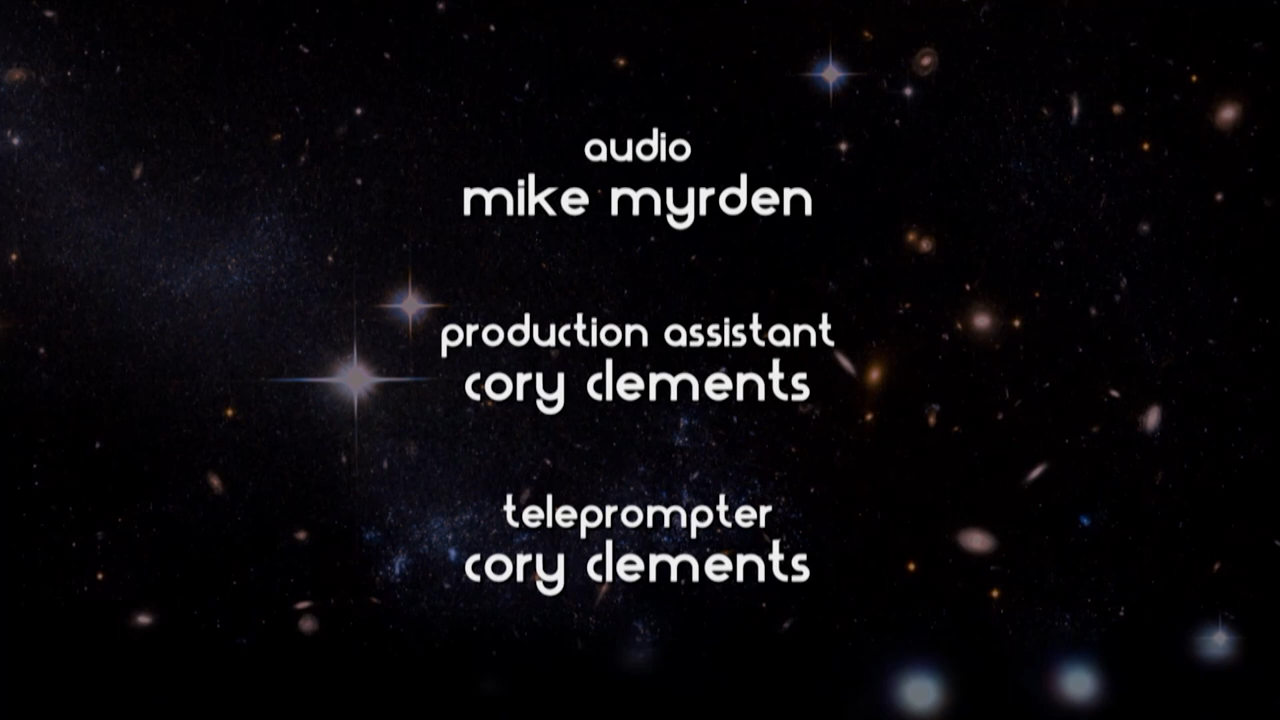 audio
mike myrden
production assistant
cory clements
teleprompter
cory clements